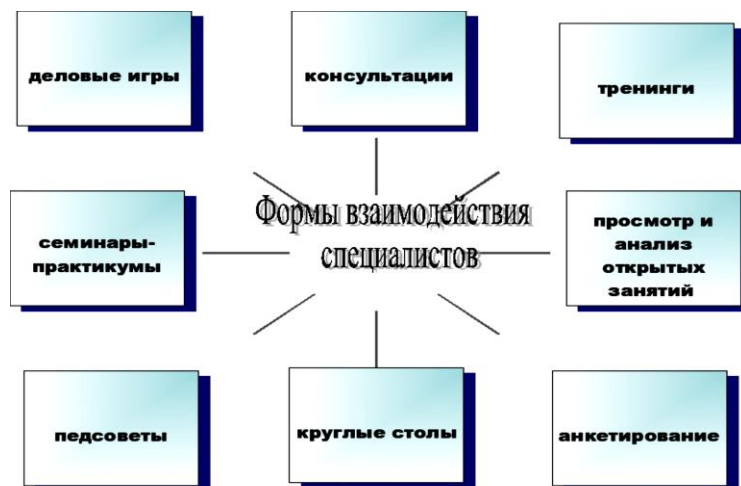 деловые игры
консультации
тренинги
Формы взаимодействия
специалистов
семинары-
практикумы
просмотр и
анализ
открытых
занятий
педсоветы
круглые столы
анкетирование